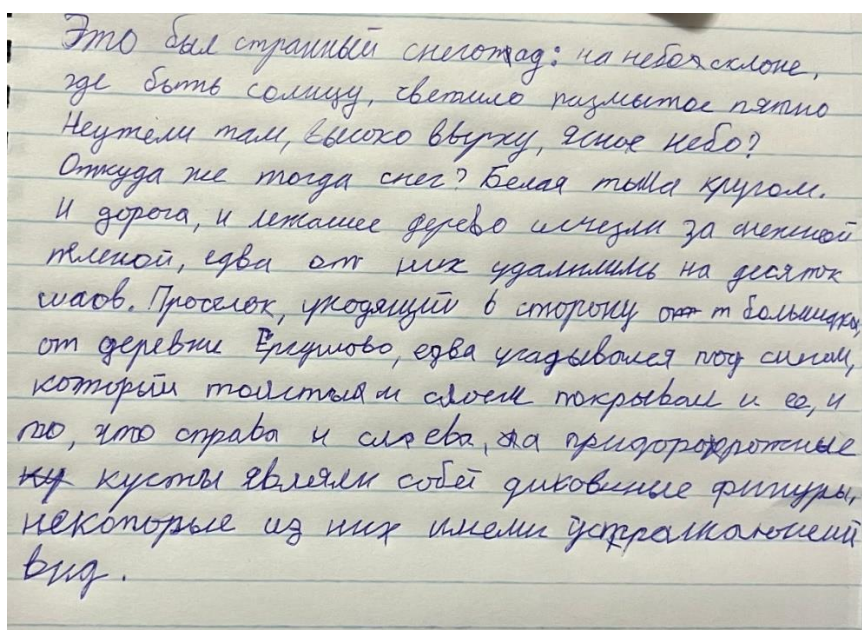 Это был странный снегопад: на небосклоне,
где быть солнцу, светило размытое пятно
Неужели там, высоко вверху, ясное небо?
Откуда же тогда снег? Белая тьма кругом.
И дорога, и лежащее дерево исчезли за снежной
пеленой, едва от них удалились на десяток
шагов. Проселок, уходящий в сторону от большака,
от деревни Ергушово, едва угадывался под снегом,
который толстым слоем покрывал и ее, и
то, что справа и слева, а придорожные
кусты являли собой диковинные фигуры,
некоторые из них имели устрашающий
вид.